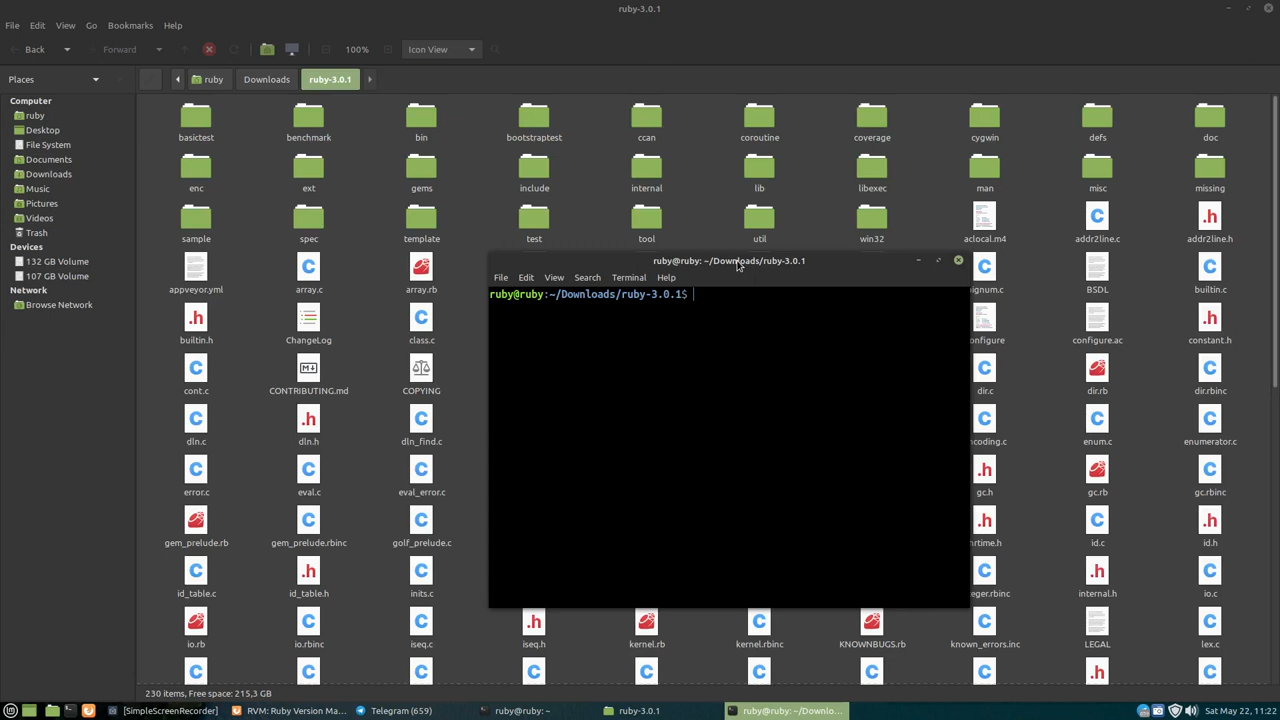 ruby-3.0.1
File Edit View Go Bookmarks Help
Back Forward 100% Icon View
Places ruby Downloads ruby-3.0.1
Computer
ruby
Desktop
File System
Documents
Downloads
Music
Pictures
Videos
Trash
Devices
132 GB Volume
107 GB Volume
Network
Browse Network
basictest benchmark bin bootstraptest ccan coroutine coverage cygwin defs doc
enc ext gems include internal lib libexec man misc missing
sample spec template test tool util win32 aclocal.m4 addr2line.c addr2line.h
appveyor.yml array.c array.rb BSDL builtin.c
builtin.h ChangeLog class.c onfigure configure.ac constant.h
cont.c CONTRIBUTING.md COPYING dir.c dir.rb dir.rbinc
dln.c dln.h dln_find.c ncoding.c enum.c enumerator.c
error.c eval.c eval_error.c gc.h gc.rb gc.rbinc
gem_prelude.rb gem_prelude.rbinc golf_prelude.c hrtime.h id.c id.h
id_table.c id_table.h inits.c teger.rbinc internal.h io.c
io.rb io.rbinc iseq.c iseq.h kernel.rb kernel.rbinc KNOWNBUGS.rb known_errors.inc LEGAL lex.c
ruby@ruby: ~/Downloads/ruby-3.0.1
File Edit View Search Terminal Help
ruby@ruby:~/Downloads/ruby-3.0.1$
230 items, Free space: 215,3 GB
[SimpleScreenRecorder] RVM: Ruby Version Ma... Telegram (659) ruby@ruby: ~ ruby-3.0.1 ruby@ruby: ~/Downlo... Sat May 22, 11:22